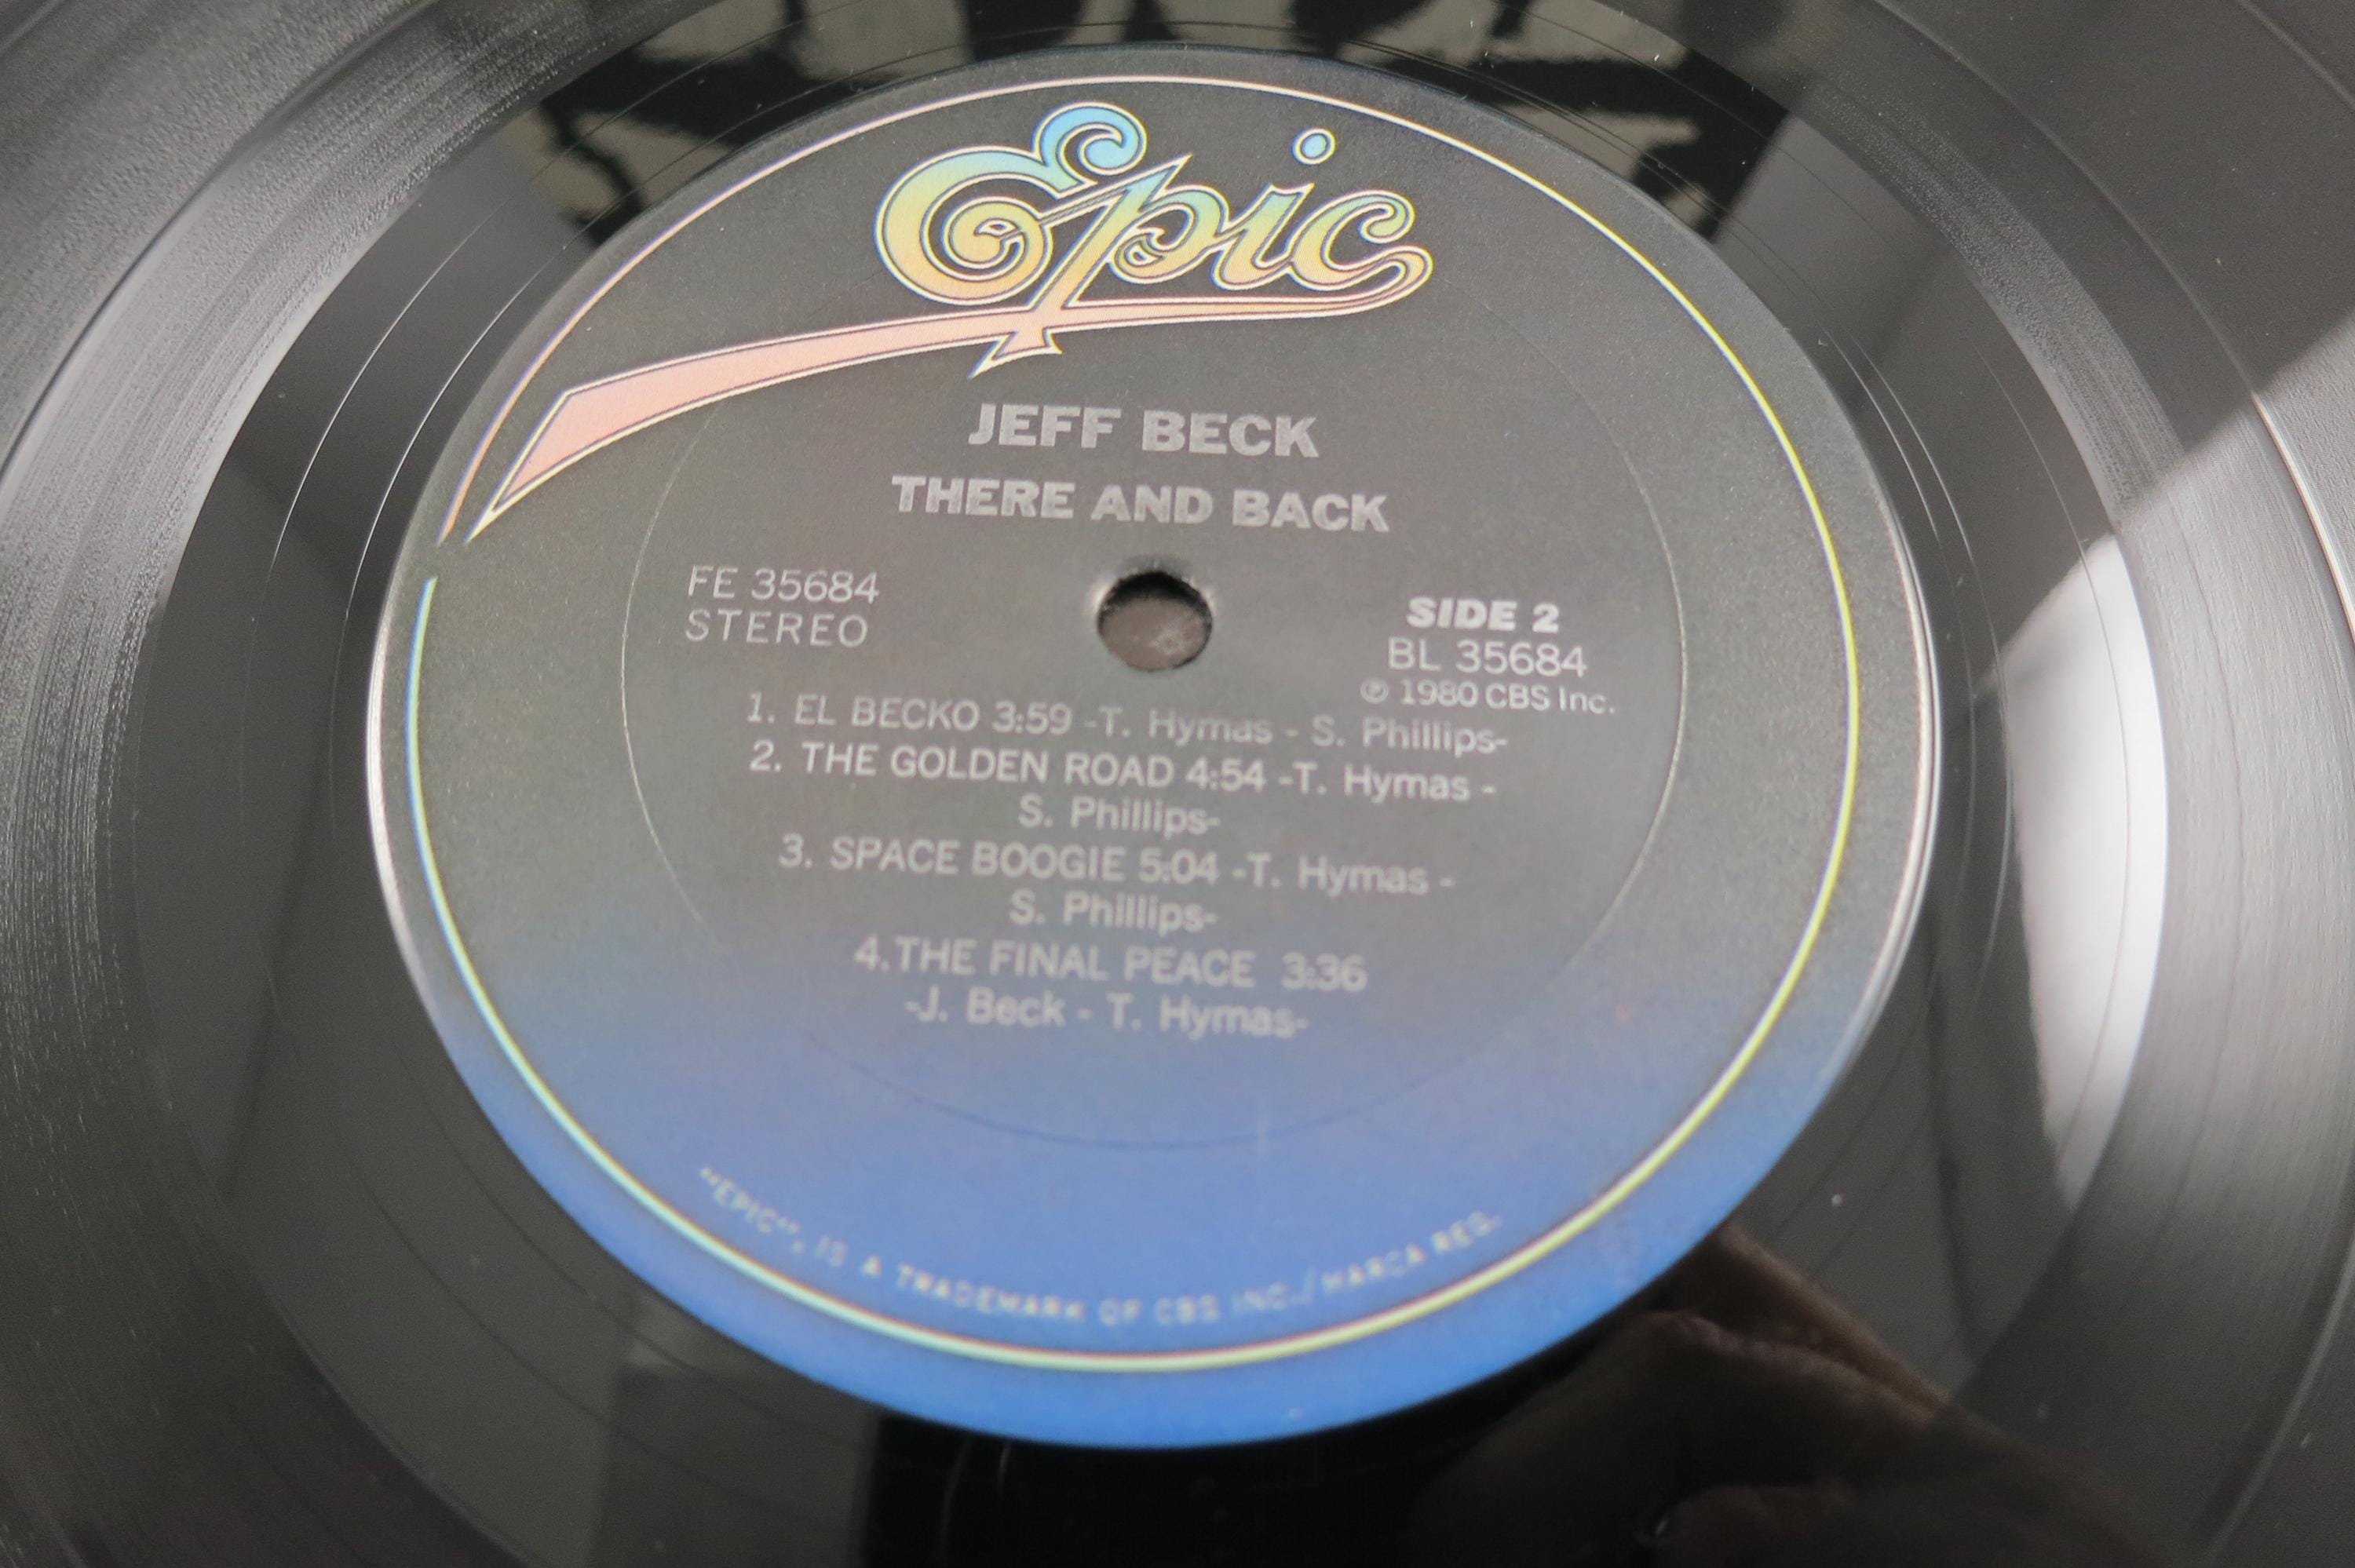 Epic
JEFF BECK
THERE AND BACK
FE 35684
STEREO
SIDE 2
BL 35684
℗ 1980 CBS Inc.
1. EL BECKO 3:59 -T. Hymas - S. Phillips-
2. THE GOLDEN ROAD 4:54 -T. Hymas -
S. Phillips-
3. SPACE BOOGIE 5:04 -T. Hymas -
S. Phillips-
4. THE FINAL PEACE 3:36
-J. Beck - T. Hymas-
"EPIC", IS A TRADEMARK OF CBS INC./MARCA REG.